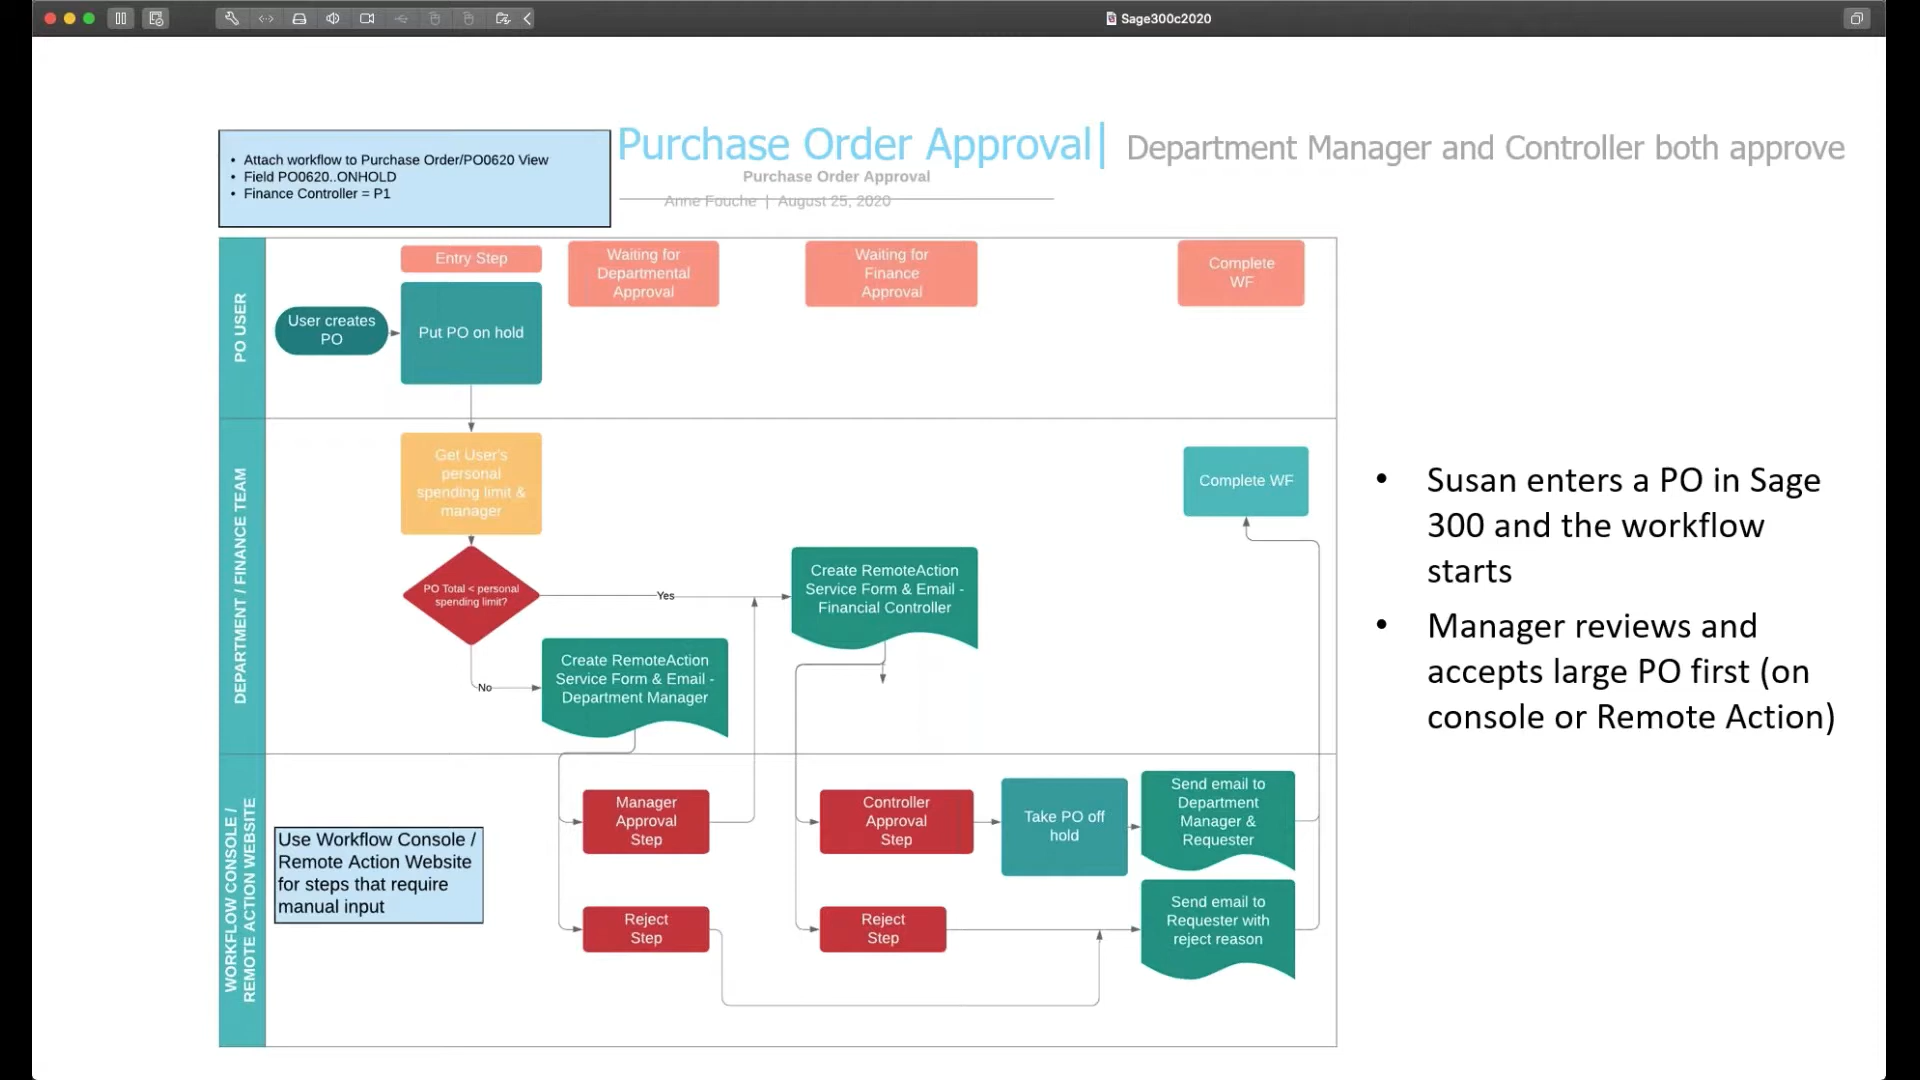 Sage300c2020
• Attach workflow to Purchase Order/PO0620 View
• Field PO0620..ONHOLD
• Finance Controller = P1
Purchase Order Approval| Department Manager and Controller both approve
Purchase Order Approval
Anne Fouche | August 25, 2020
PO USER
Entry Step
Waiting for
Departmental
Approval
Waiting for
Finance
Approval
Complete
WF
User creates
PO
Put PO on hold
DEPARTMENT / FINANCE TEAM
Get User's
personal
spending limit &
manager
Complete WF
PO Total < personal
spending limit?
Yes
No
Create RemoteAction
Service Form & Email -
Financial Controller
Create RemoteAction
Service Form & Email -
Department Manager
WORKFLOW CONSOLE /
REMOTE ACTION WEBSITE
Use Workflow Console /
Remote Action Website
for steps that require
manual input
Manager
Approval
Step
Controller
Approval
Step
Take PO off
hold
Send email to
Department
Manager &
Requester
Reject
Step
Reject
Step
Send email to
Requester with
reject reason
• Susan enters a PO in Sage
300 and the workflow
starts
• Manager reviews and
accepts large PO first (on
console or Remote Action)